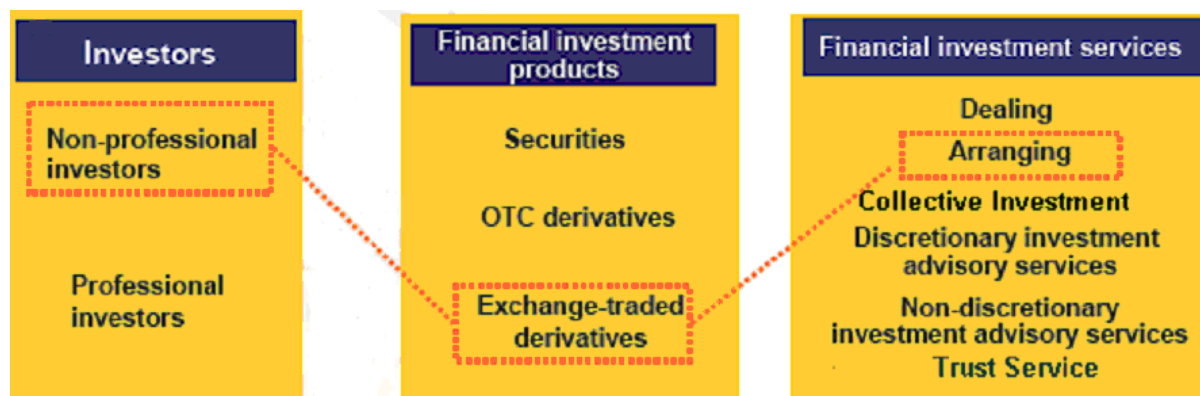 Investors
Non-professional
investors
Professional
investors
Financial investment
products
Securities
OTC derivatives
Exchange-traded
derivatives
Financial investment services
Dealing
Arranging
Collective Investment
Discretionary investment
advisory services
Non-discretionary
investment advisory services
Trust Service